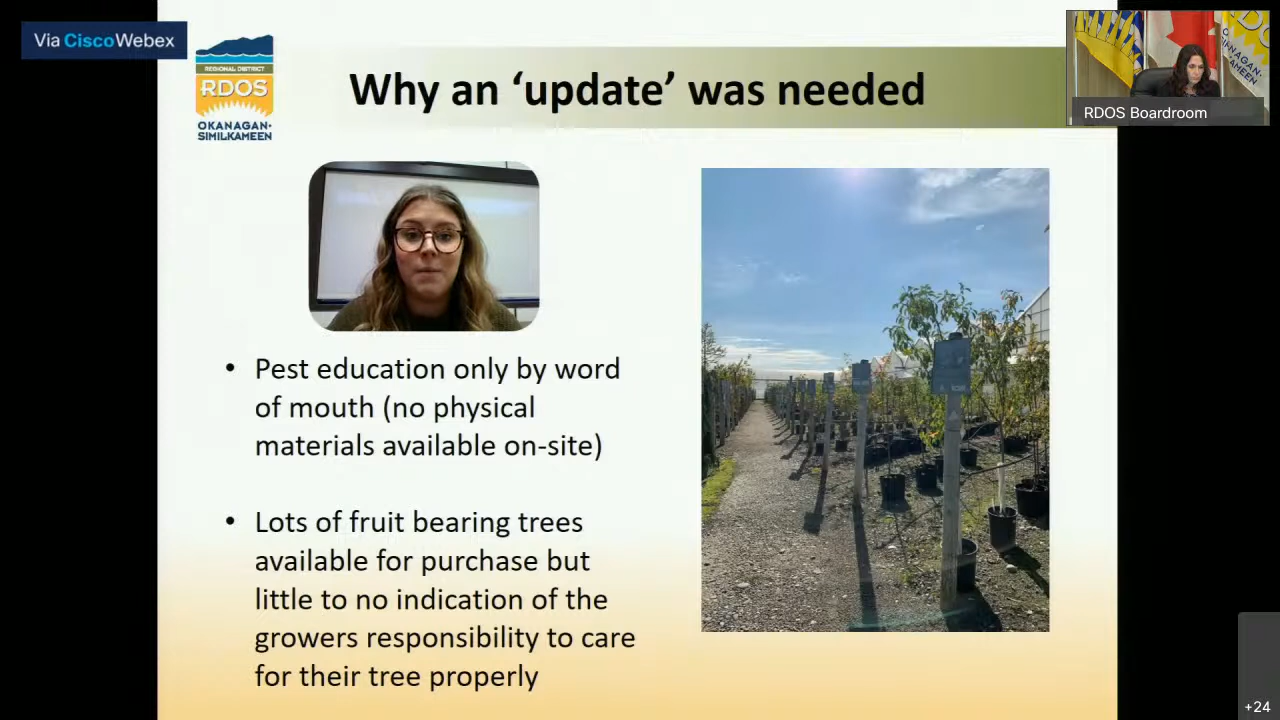 Via CiscoWebex
REGIONAL DISTRICT
RDOS
OKANAGAN-
SIMILKAMEEN
Why an ‘update’ was needed
RDOS Boardroom
• Pest education only by word
of mouth (no physical
materials available on-site)
• Lots of fruit bearing trees
available for purchase but
little to no indication of the
growers responsibility to care
for their tree properly
+24